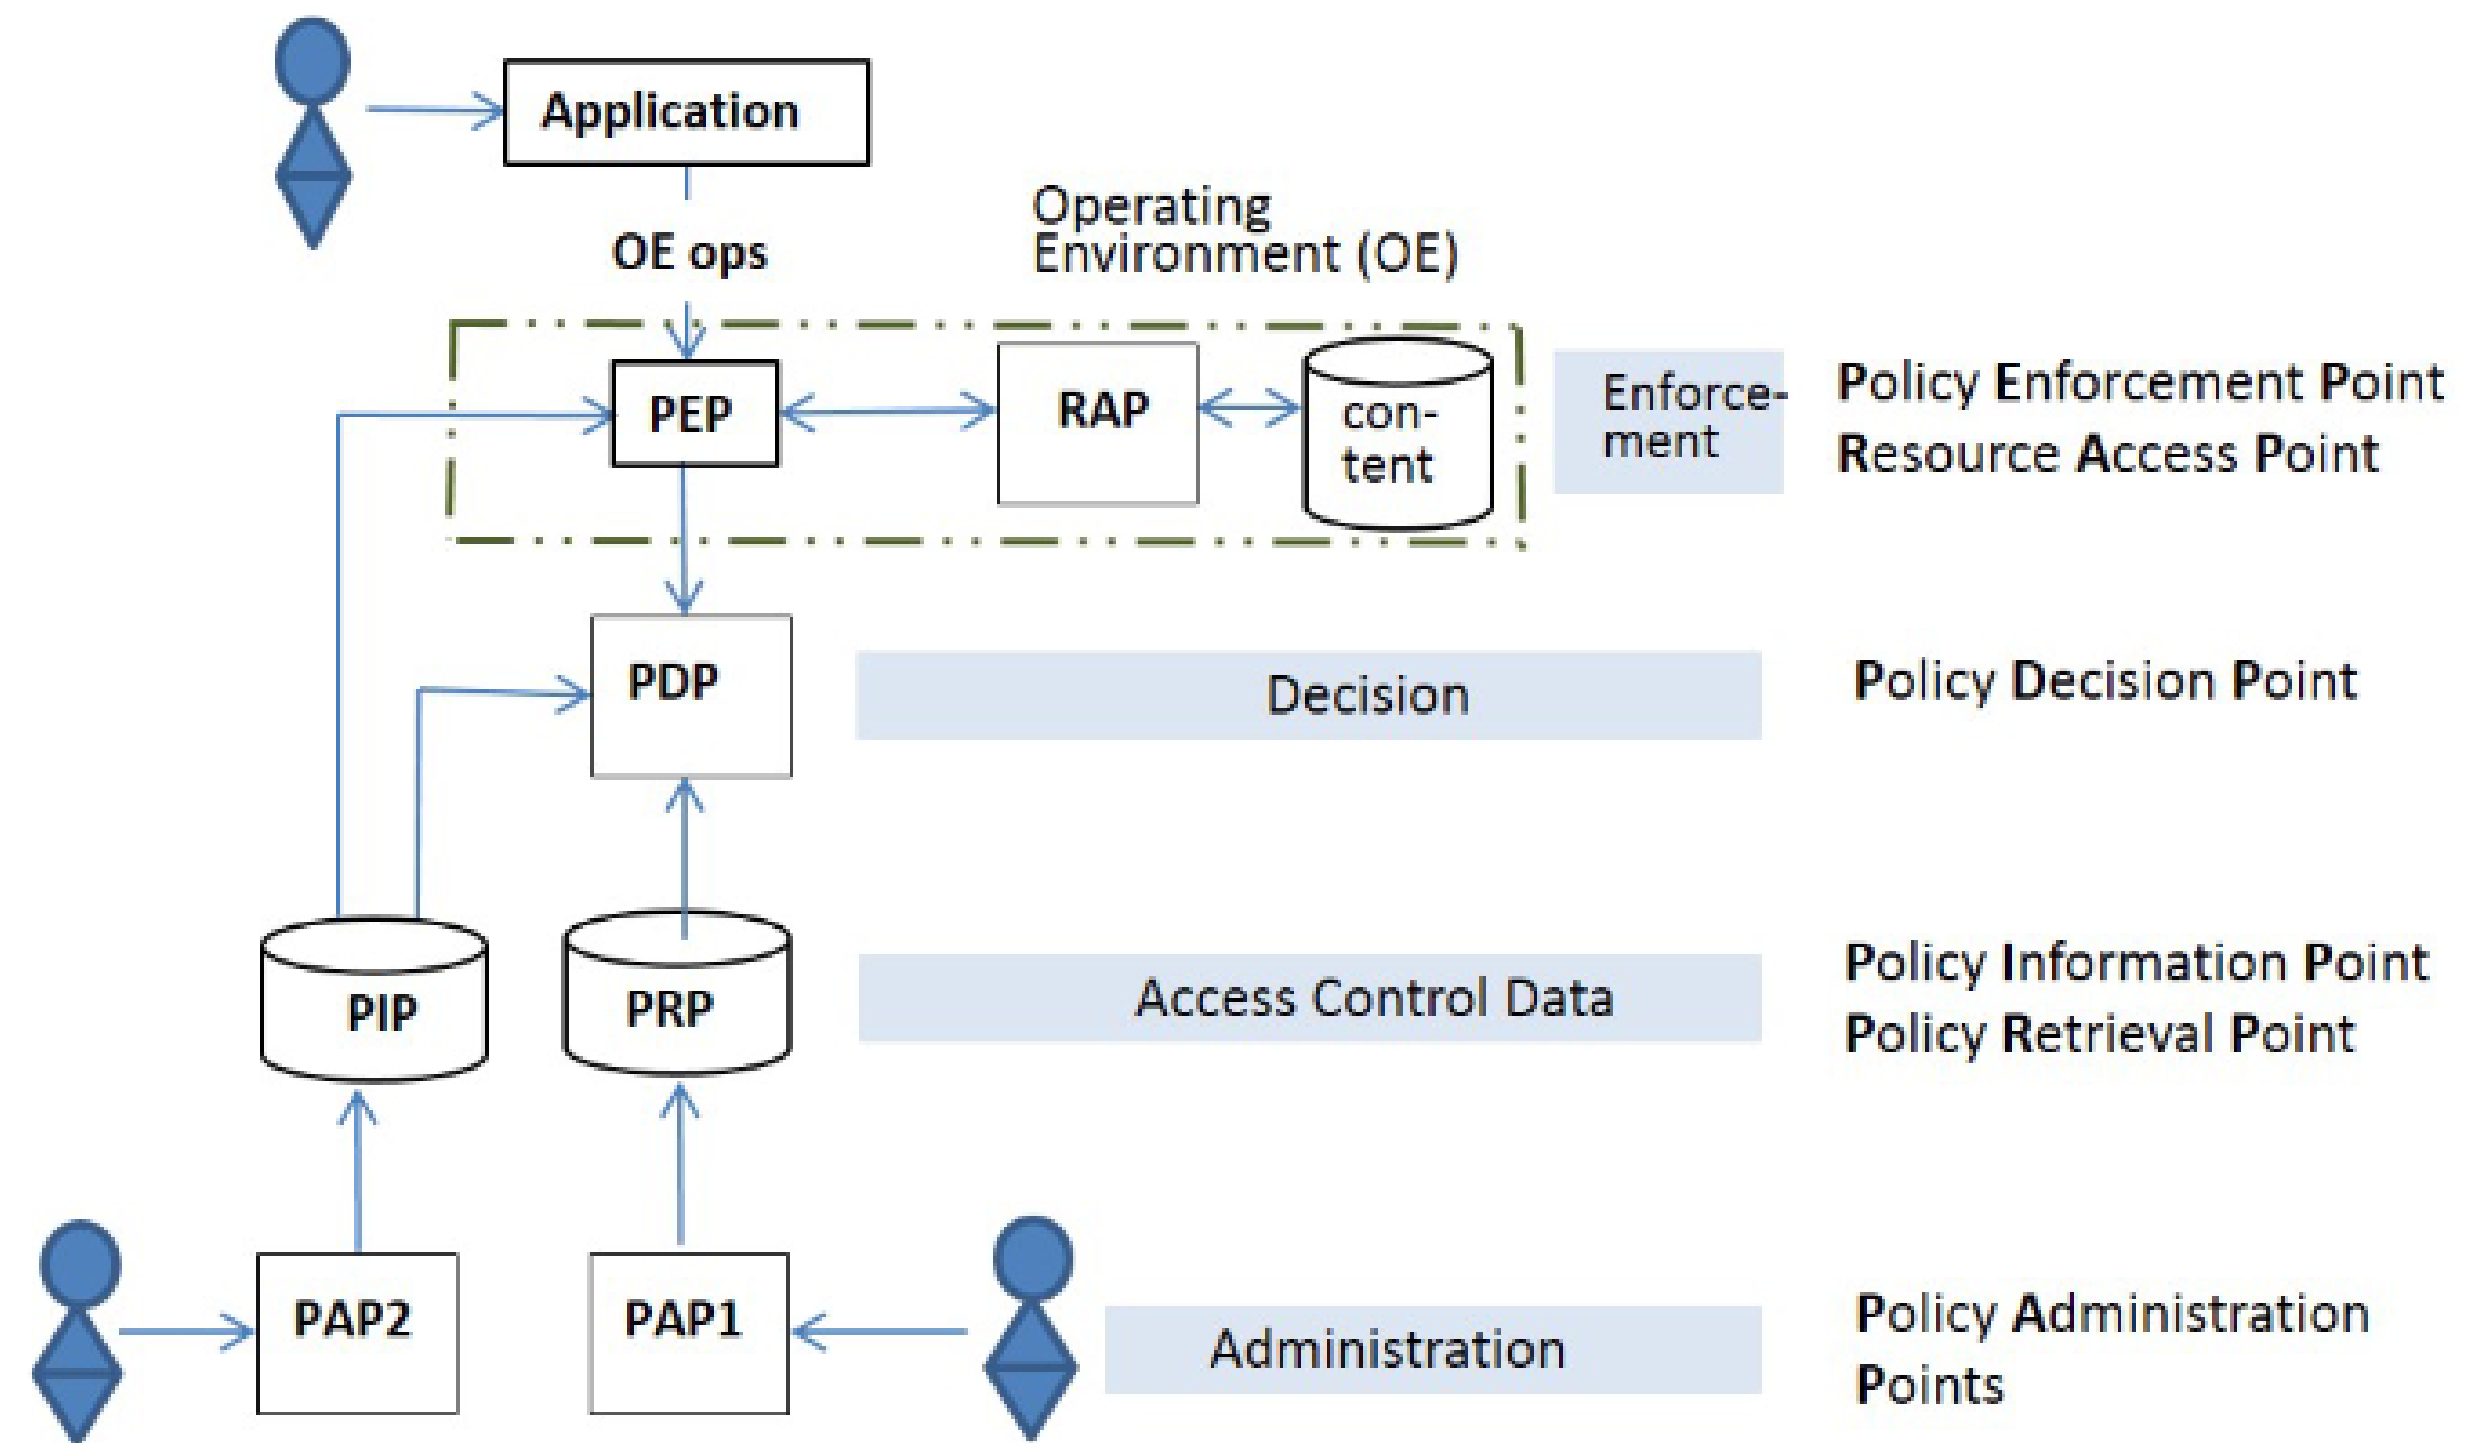 Application
OE ops
Operating
Environment (OE)
PEP
RAP
con-
tent
Enforce-
ment
Policy Enforcement Point
Resource Access Point
PDP
Decision
Policy Decision Point
PIP
PRP
Access Control Data
Policy Information Point
Policy Retrieval Point
PAP2
PAP1
Administration
Policy Administration
Points